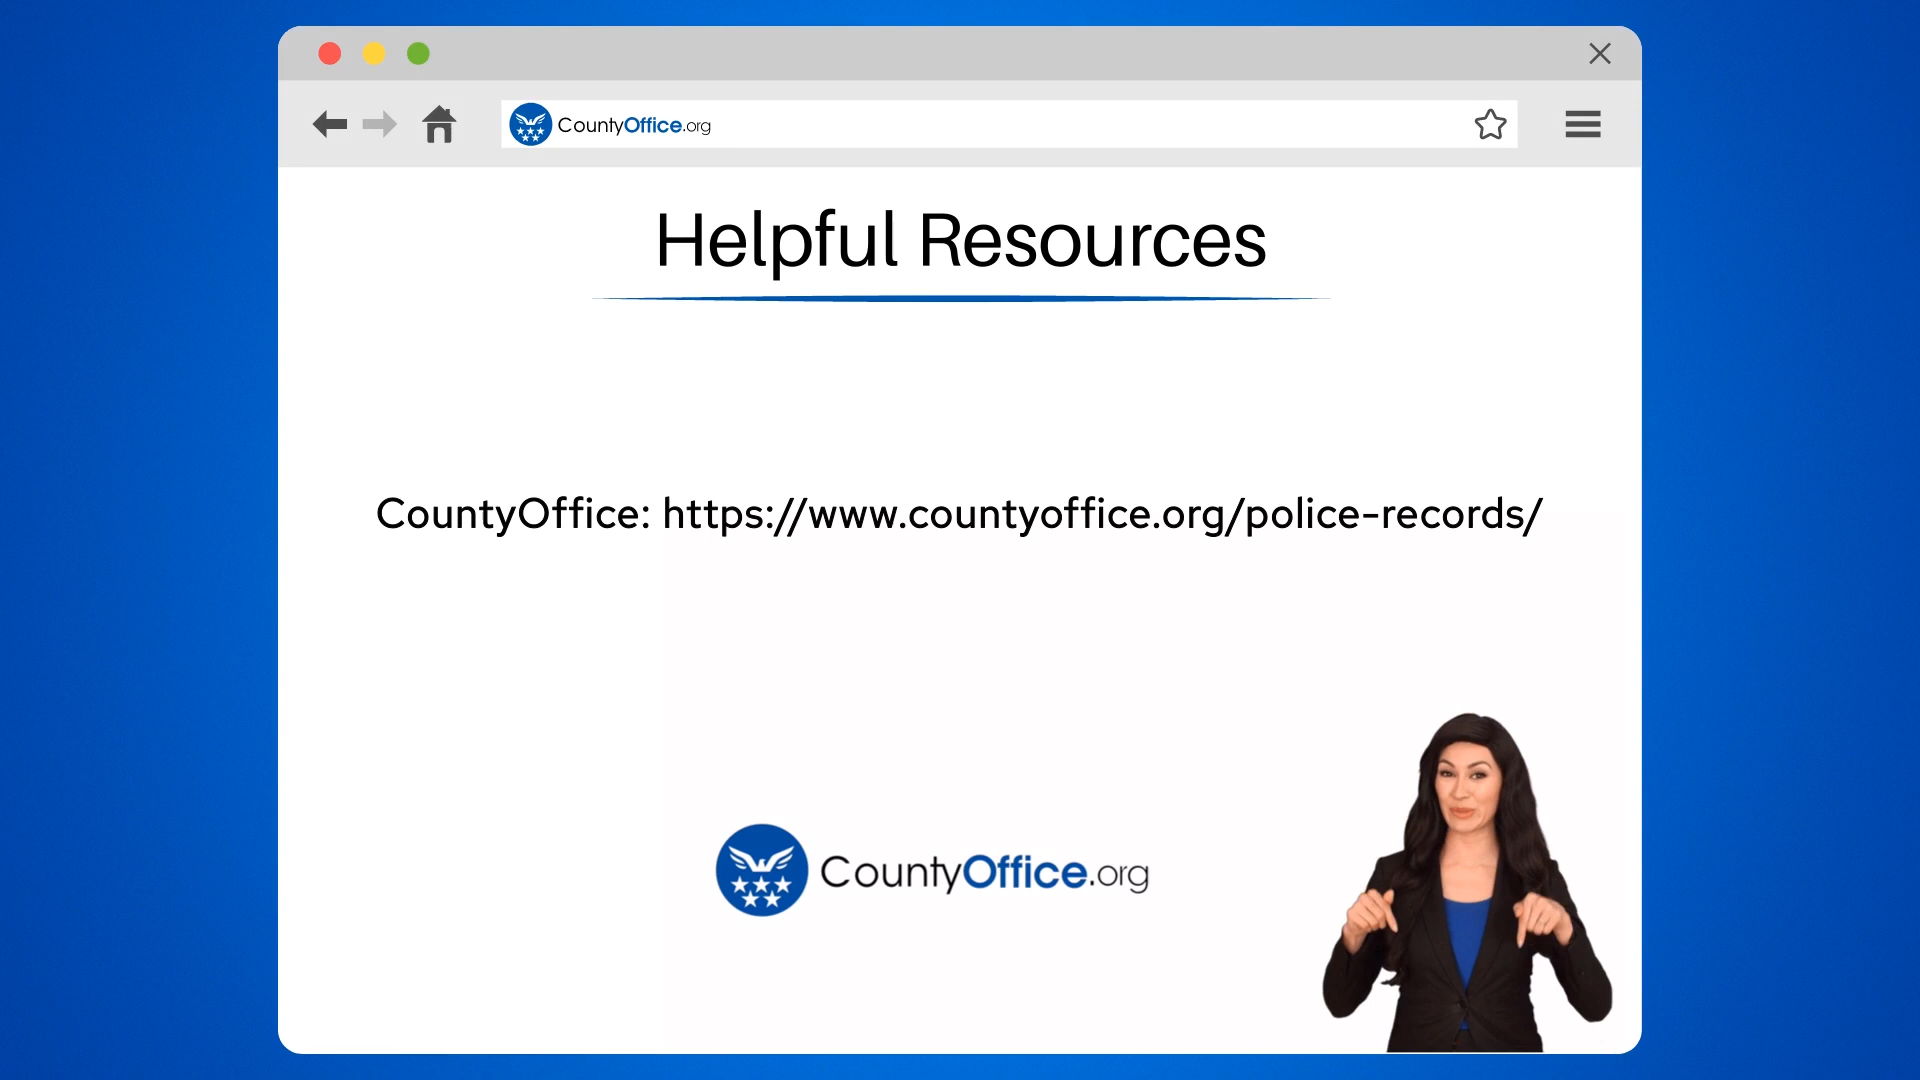 CountyOffice.org
Helpful Resources
CountyOffice: https://www.countyoffice.org/police-records/
CountyOffice.org